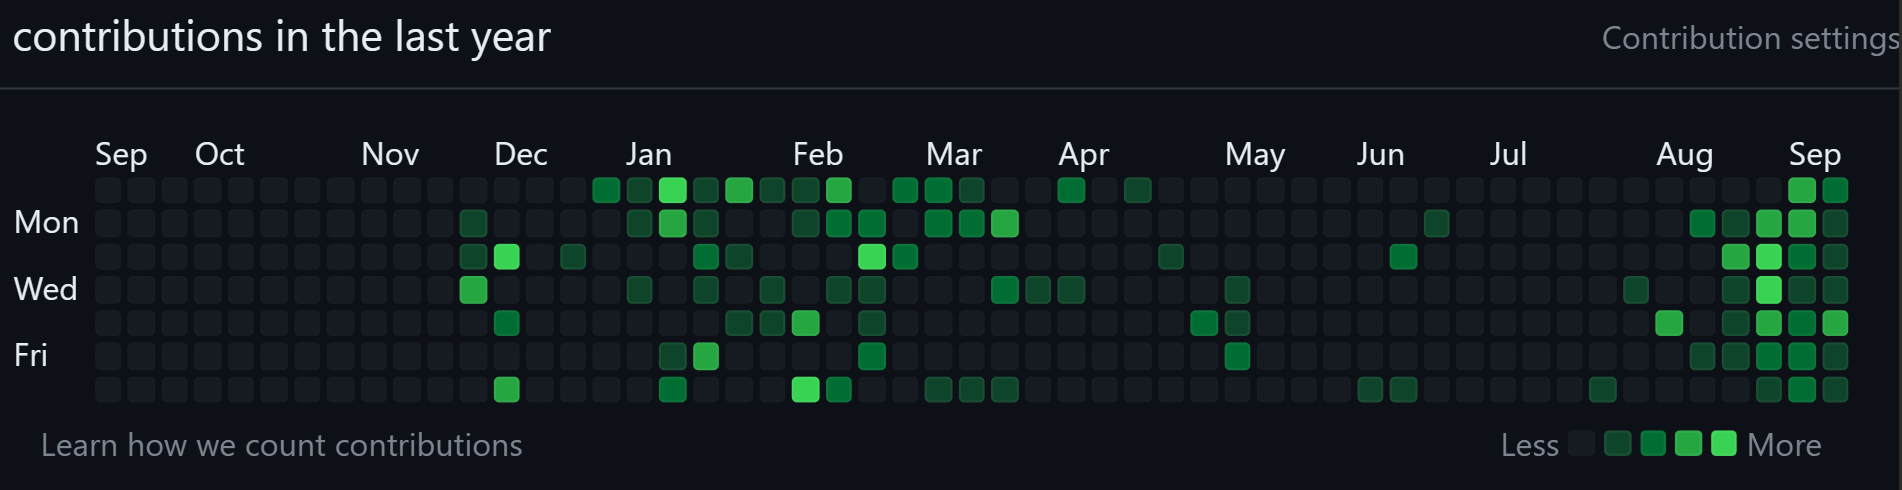 contributions in the last year
Contribution settings
Sep Oct Nov Dec Jan Feb Mar Apr May Jun Jul Aug Sep
Mon
Wed
Fri
Learn how we count contributions
Less More